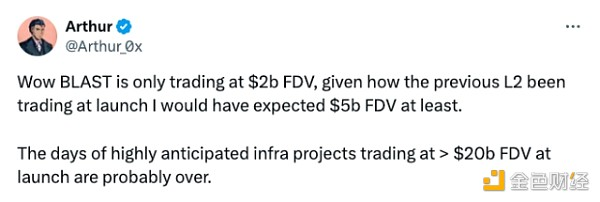 Arthur
@Arthur_0x
Wow BLAST is only trading at $2b FDV, given how the previous L2 been
trading at launch I would have expected $5b FDV at least.
The days of highly anticipated infra projects trading at > $20b FDV at
launch are probably over.
金色财经